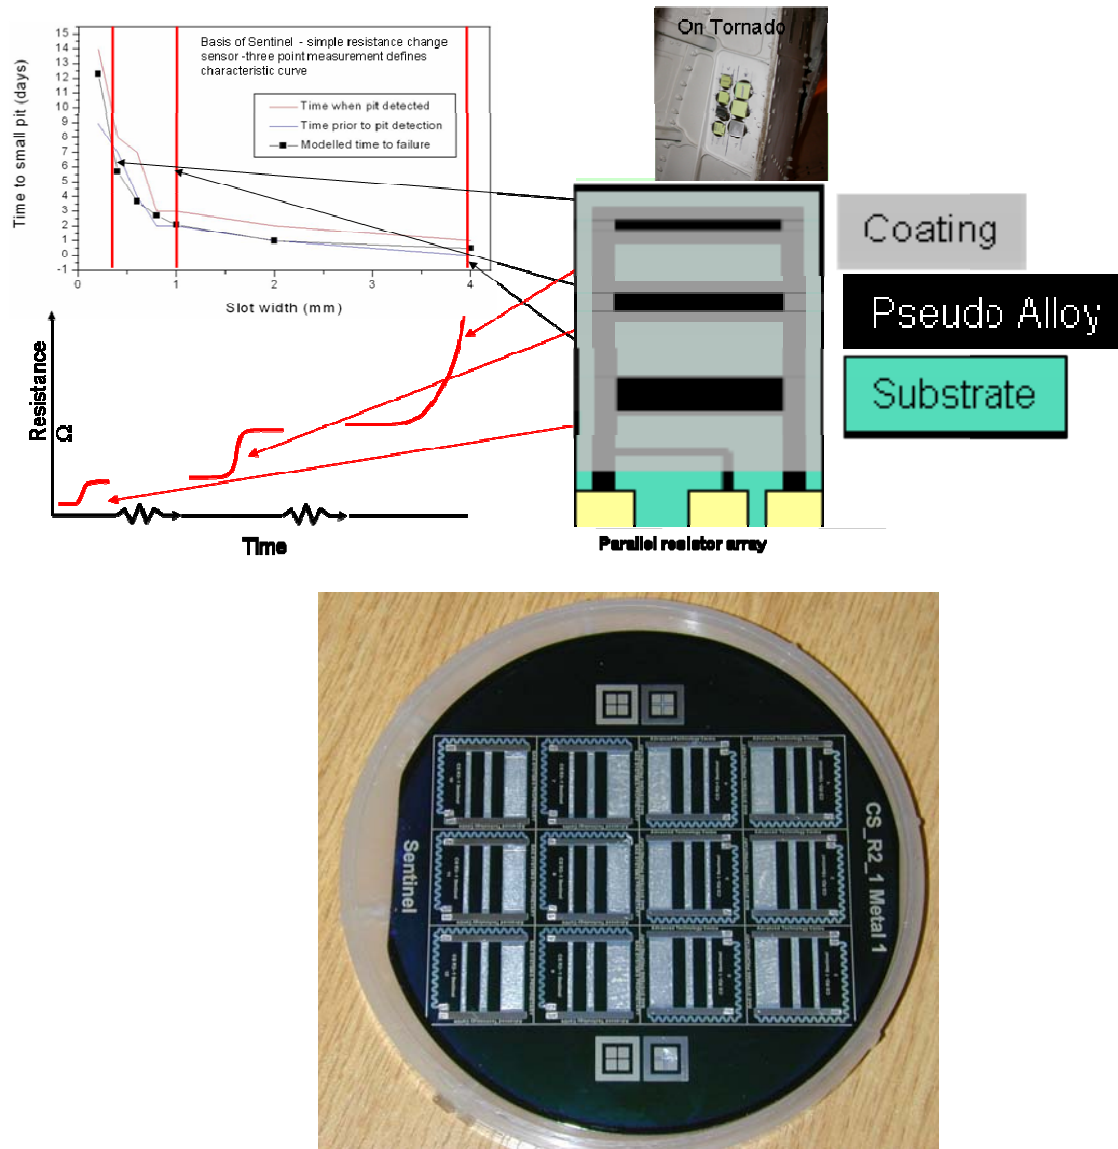 On Tornado
Basis of Sentinel - simple resistance change
sensor -three point measurement defines
characteristic curve
Time when pit detected
Time prior to pit detection
Modelled time to failure
Time to small pit (days)
15
14
13
12
11
10
9
8
7
6
5
4
3
2
1
0
-1
0 1 2 3 4
Slot width (mm)
Coating
Pseudo Alloy
Substrate
Resistance
Ω
Time
Parallel resistor array
Sentinel
CS_R2_1 Metal 1